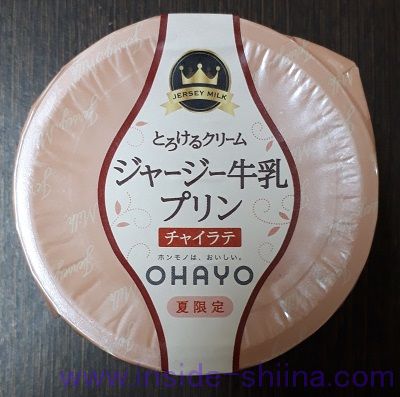 JERSEY MILK
とろけるクリーム
ジャージー牛乳
プリン
チャイラテ
ホンモノは、おいしい。
OHAYO
夏限定
www.inside-shiina.com